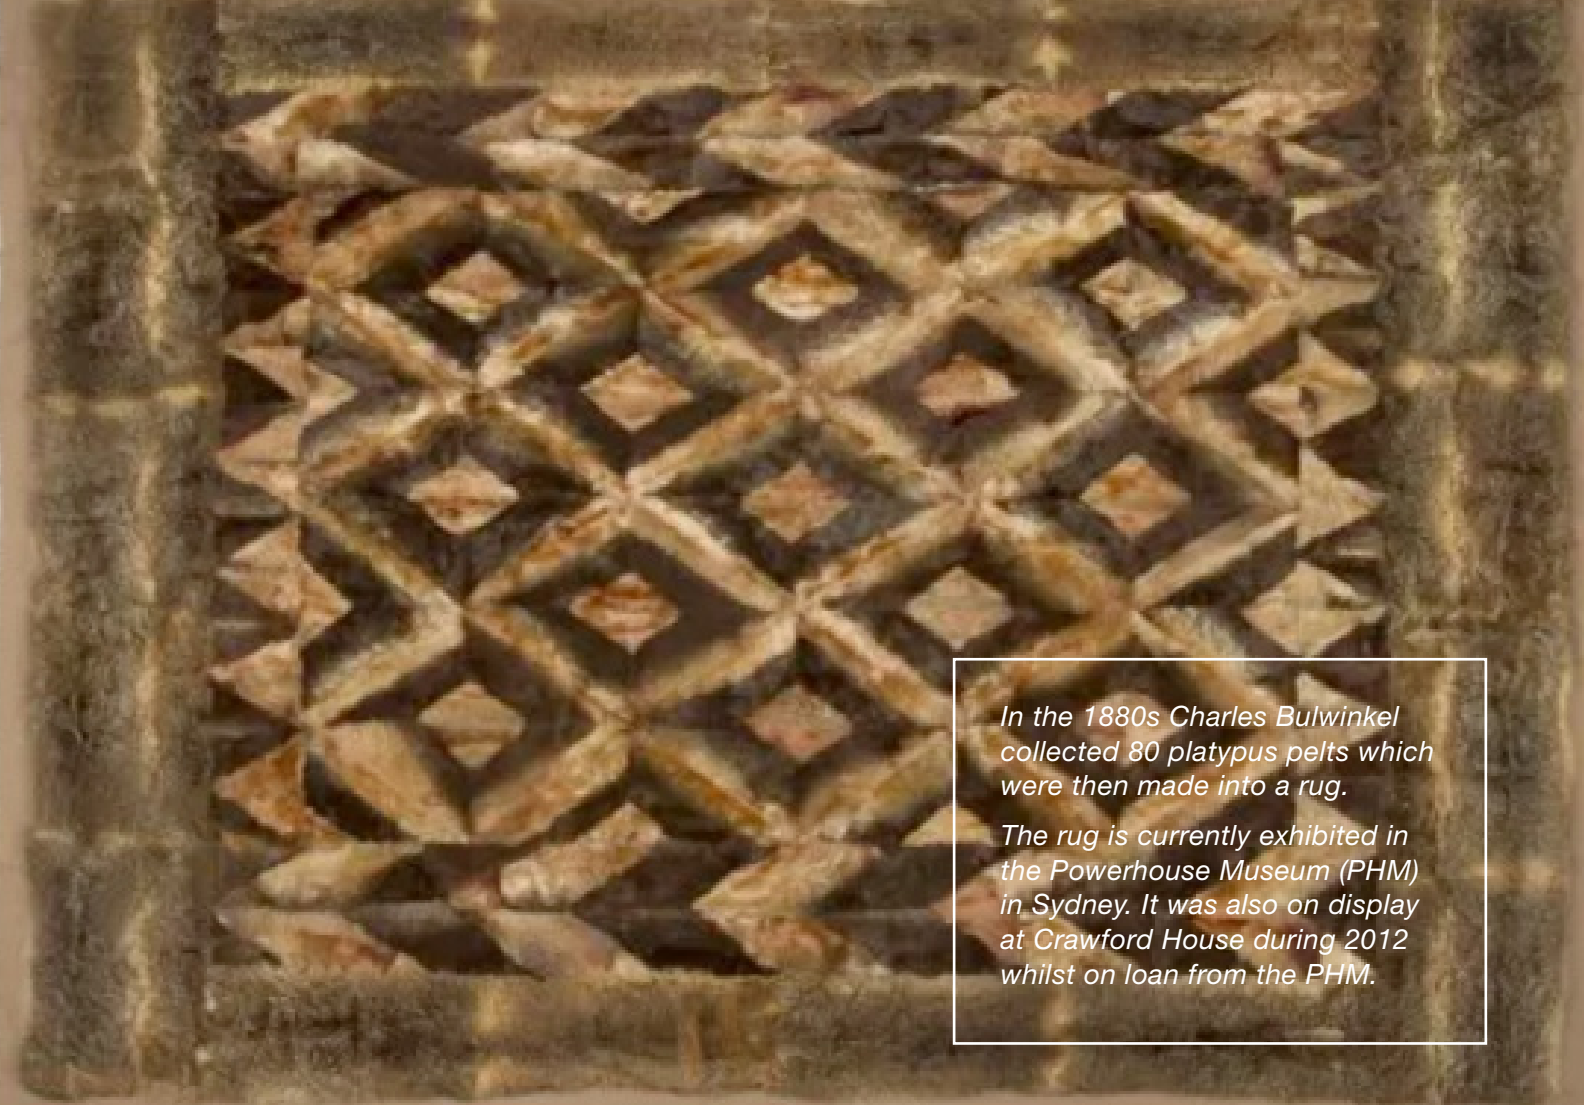 In the 1880s Charles Bulwinkel
collected 80 platypus pelts which
were then made into a rug.
The rug is currently exhibited in
the Powerhouse Museum (PHM)
in Sydney. It was also on display
at Crawford House during 2012
whilst on loan from the PHM.